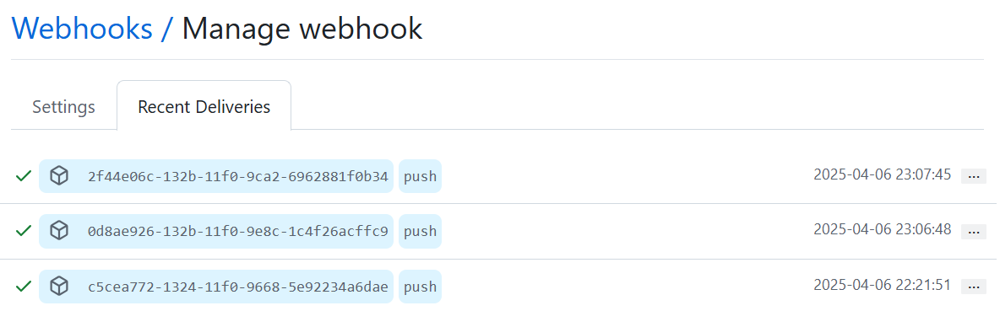 Webhooks / Manage webhook
Settings Recent Deliveries
2f44e06c-132b-11f0-9ca2-6962881f0b34 push 2025-04-06 23:07:45 ...
0d8ae926-132b-11f0-9e8c-1c4f26acffc9 push 2025-04-06 23:06:48 ...
c5cea772-1324-11f0-9668-5e92234a6dae push 2025-04-06 22:21:51 ...